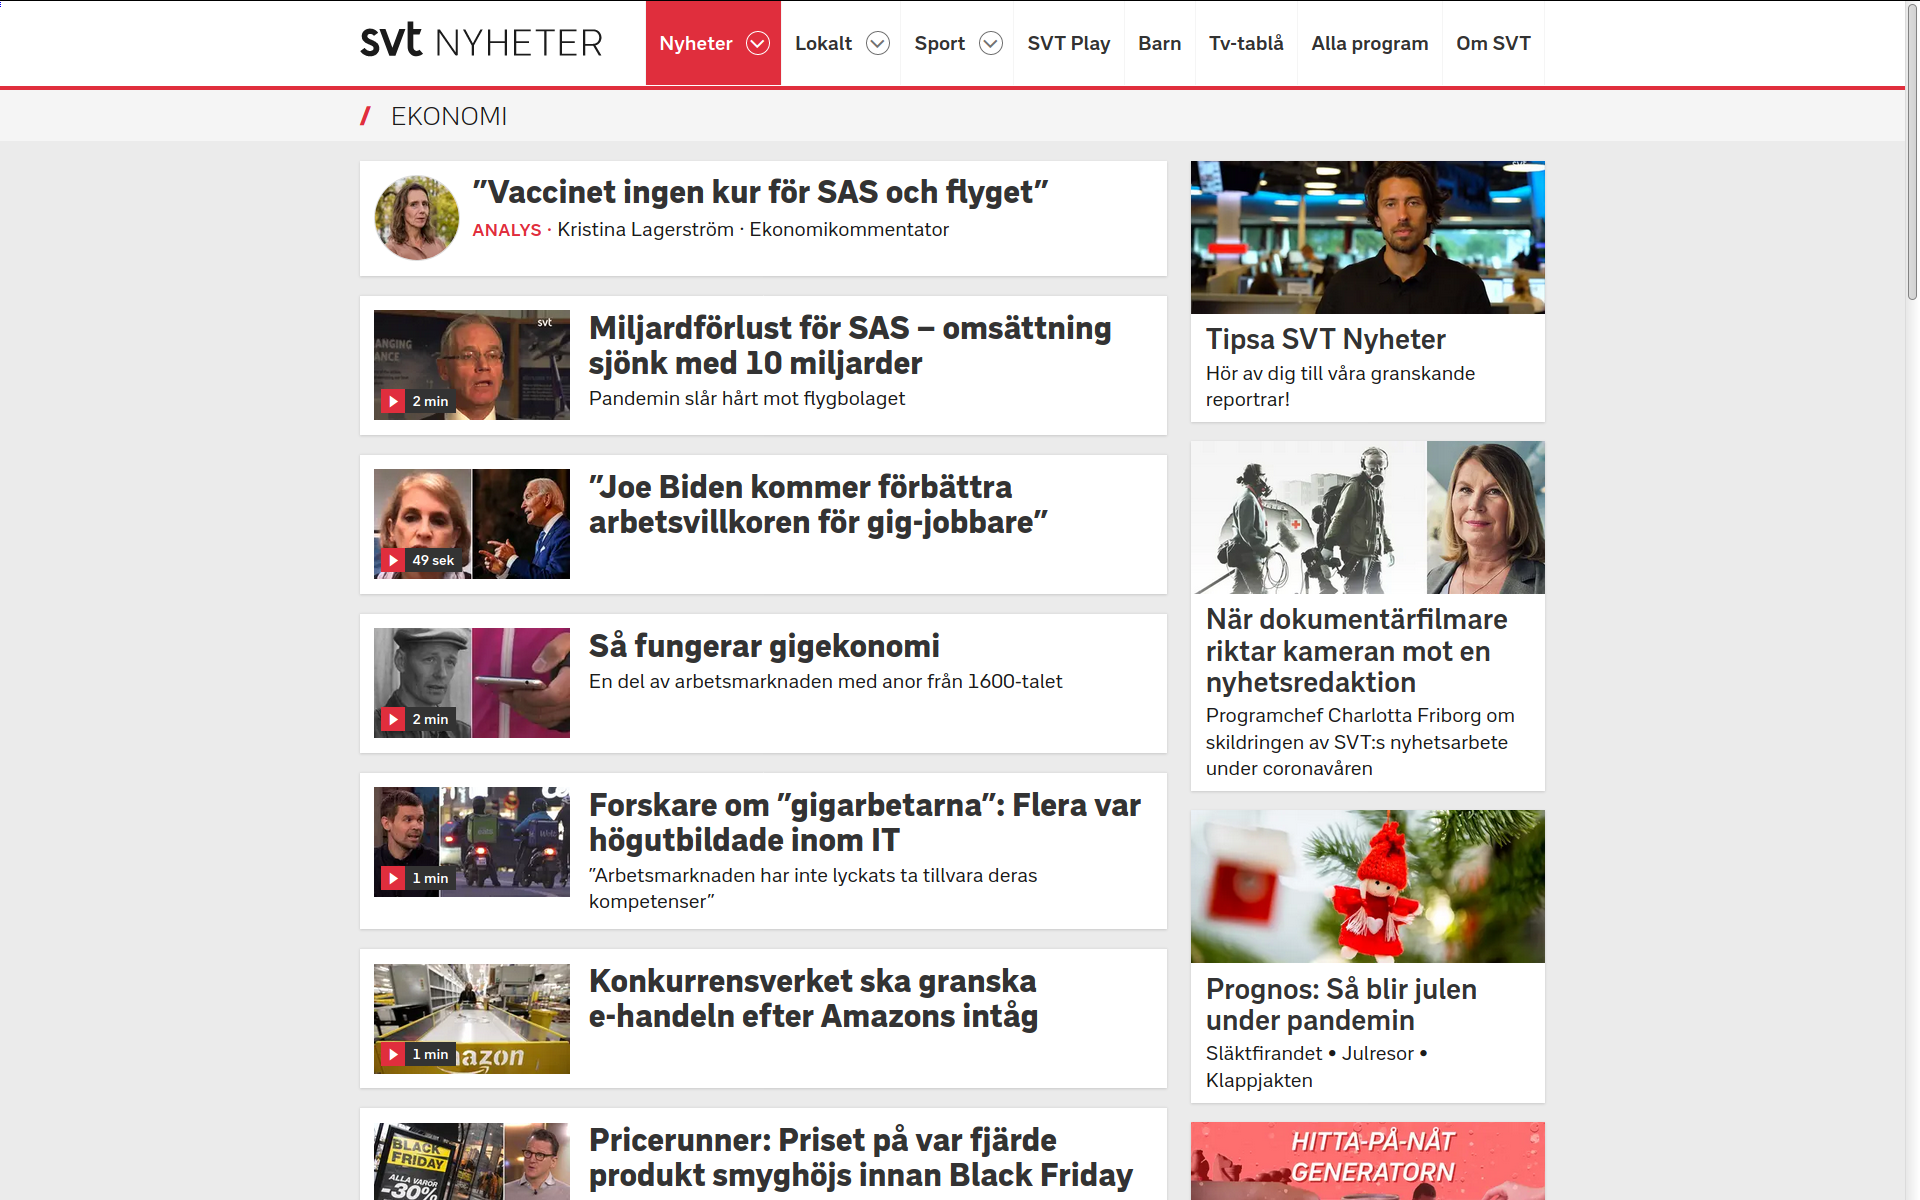 svt NYHETER
Nyheter
Lokalt
Sport
SVT Play
Barn
Tv-tablå
Alla program
Om SVT
/ EKONOMI
”Vaccinet ingen kur för SAS och flyget”
ANALYS · Kristina Lagerström · Ekonomikommentator
svt
2 min
Miljardförlust för SAS – omsättning
sjönk med 10 miljarder
Pandemin slår hårt mot flygbolaget
49 sek
”Joe Biden kommer förbättra
arbetsvillkoren för gig-jobbare”
2 min
Så fungerar gigekonomi
En del av arbetsmarknaden med anor från 1600-talet
1 min
Forskare om ”gigarbetarna”: Flera var
högutbildade inom IT
”Arbetsmarknaden har inte lyckats ta tillvara deras
kompetenser”
1 min
azon
Konkurrensverket ska granska
e-handeln efter Amazons intåg
BLACK
FRIDAY
ALLA VAROR
-30%
Pricerunner: Priset på var fjärde
produkt smyghöjs innan Black Friday
Tipsa SVT Nyheter
Hör av dig till våra granskande
reportrar!
När dokumentärfilmare
riktar kameran mot en
nyhetsredaktion
Programchef Charlotta Friborg om
skildringen av SVT:s nyhetsarbete
under coronavåren
Prognos: Så blir julen
under pandemin
Släktfirandet • Julresor •
Klappjakten
HITTA-PÅ-NÅT
GENERATORN